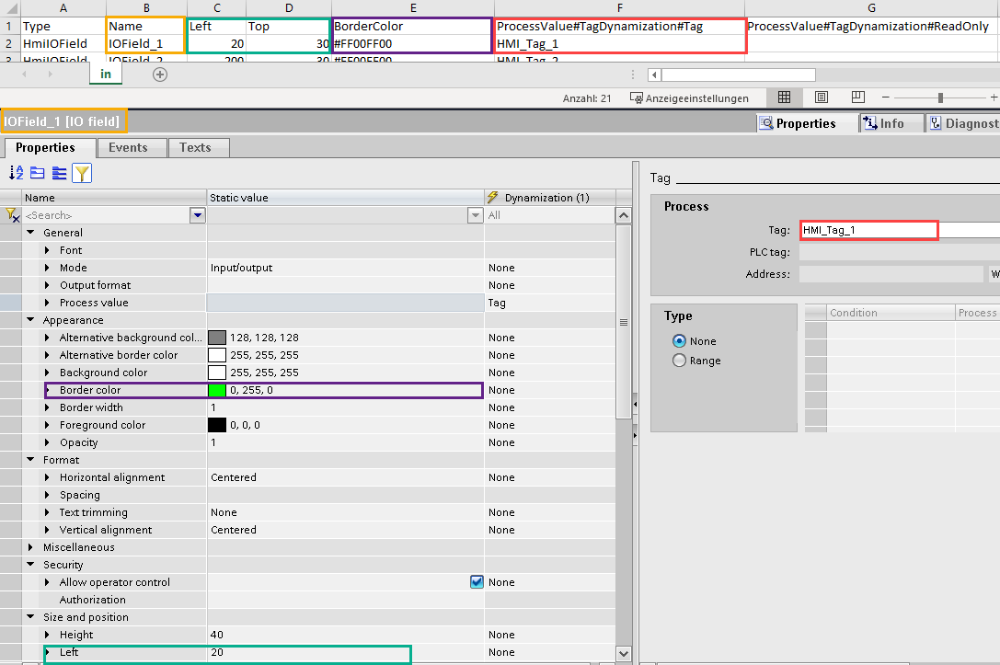 A B C D E F G
1 Type Name Left Top BorderColor ProcessValue#TagDynamization#Tag ProcessValue#TagDynamization#ReadOnly
2 HmiIOField IOField_1 20 30 #FF00FF00 HMI_Tag_1
3 HmiIOField IOField_2 200 30 #FF00FF00 HMI_Tag_2
in
Anzahl: 21 Anzeigeeinstellungen
IOField_1 [IO field] Properties Info Diagnost
Properties Events Texts
Name Static value Dynamization (1)
<Search> All
General
Font
Mode Input/output None
Output format None
Process value Tag
Appearance
Alternative background col... 128, 128, 128 None
Alternative border color 255, 255, 255 None
Background color 255, 255, 255 None
Border color 0, 255, 0 None
Border width 1 None
Foreground color 0, 0, 0 None
Opacity 1 None
Format
Horizontal alignment Centered None
Spacing
Text trimming None None
Vertical alignment Centered None
Miscellaneous
Security
Allow operator control None
Authorization
Size and position
Height 40 None
Left 20 None
Tag
Process
Tag: HMI_Tag_1
PLC tag:
Address: W
Type
None
Range
Condition Process